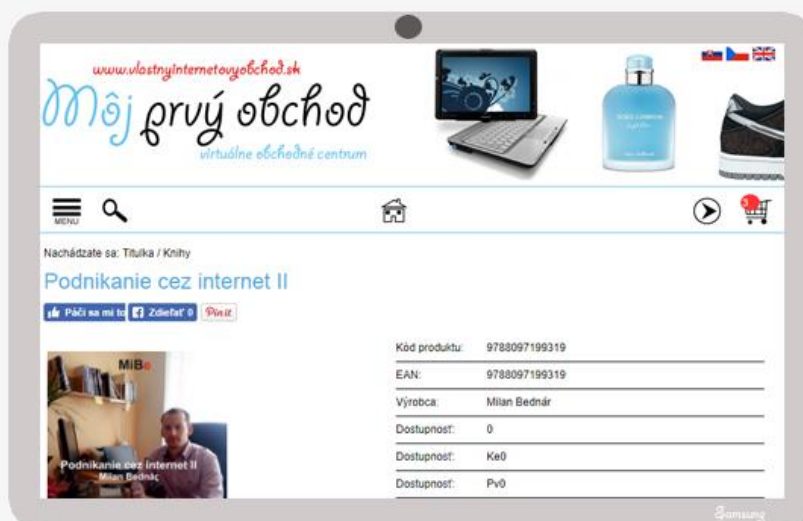 www.vlastnyinternetovyobchod.sk
Môj prvý obchod
virtuálne obchodné centrum
MENU
3
Nachádzate sa: Titulka / Knihy
Podnikanie cez internet II
Páči sa mi to
Zdieľať 0
Pin it
Kód produktu: 9788097199319
EAN: 9788097199319
Výrobca: Milan Bednár
Dostupnosť: 0
Dostupnosť: Ke0
Dostupnosť: Pv0
MiBe
Podnikanie cez internet II
Milan Bednár
Samsung